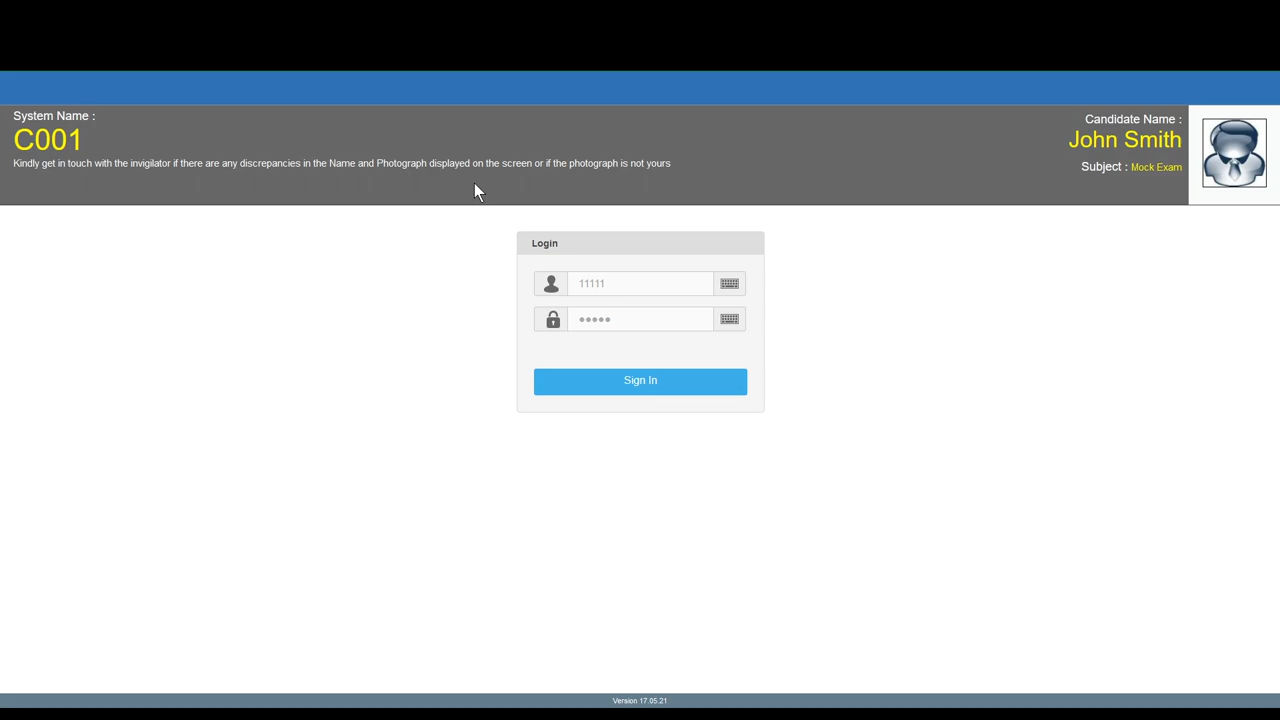 System Name :
C001
Kindly get in touch with the invigilator if there are any discrepancies in the Name and Photograph displayed on the screen or if the photograph is not yours
Candidate Name :
John Smith
Subject : Mock Exam
Login
11111
•••••
Sign In
Version 17.05.21